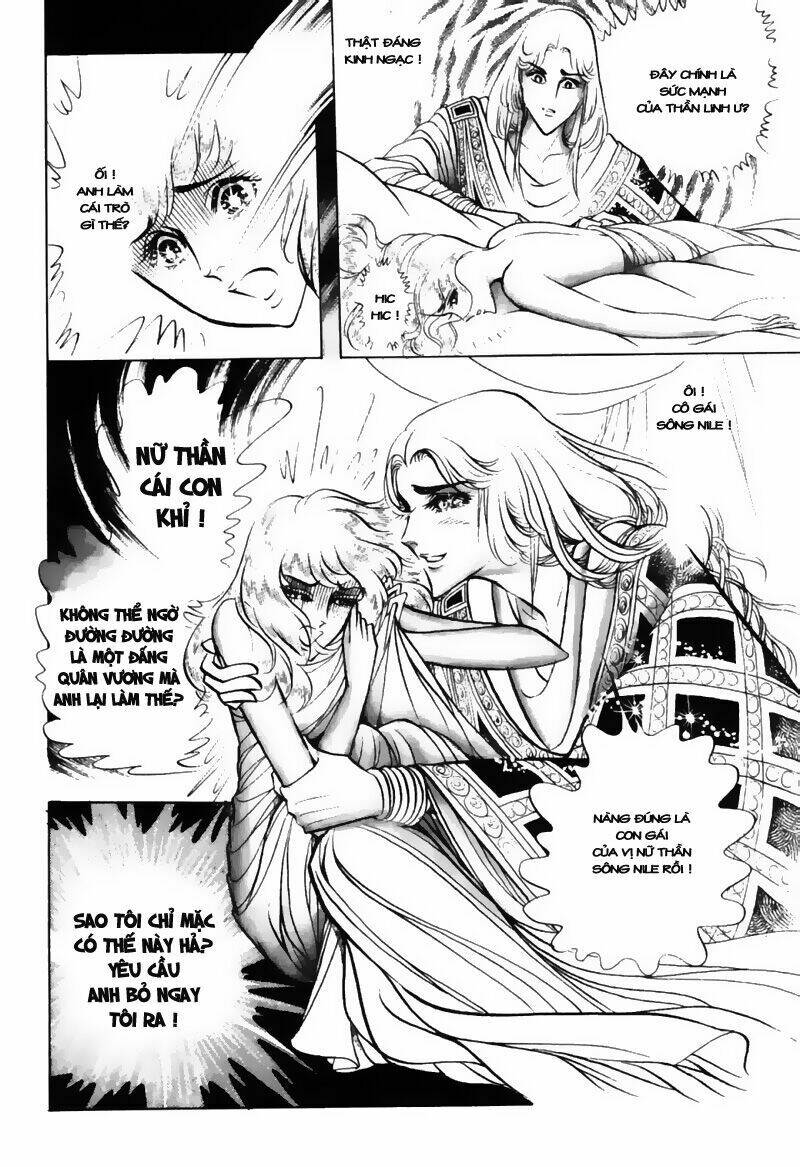 THẬT ĐÁNG
KINH NGẠC !
ĐÂY CHÍNH LÀ
SỨC MẠNH
CỦA THẦN LINH Ư?
HIC
HIC !
ỐI !
ANH LÀM
CÁI TRÒ
GÌ THẾ?
ÔI !
CÔ GÁI
SÔNG NILE !
NỮ THẦN
CÁI CON
KHỈ !
KHÔNG THỂ NGỜ
ĐƯỜNG ĐƯỜNG
LÀ MỘT ĐẤNG
QUÂN VƯƠNG MÀ
ANH LẠI LÀM THẾ?
NÀNG ĐÚNG LÀ
CON GÁI
CỦA VỊ NỮ THẦN
SÔNG NILE RỒI !
SAO TÔI CHỈ MẶC
CÓ THẾ NÀY HẢ?
YÊU CẦU
ANH BỎ NGAY
TÔI RA !